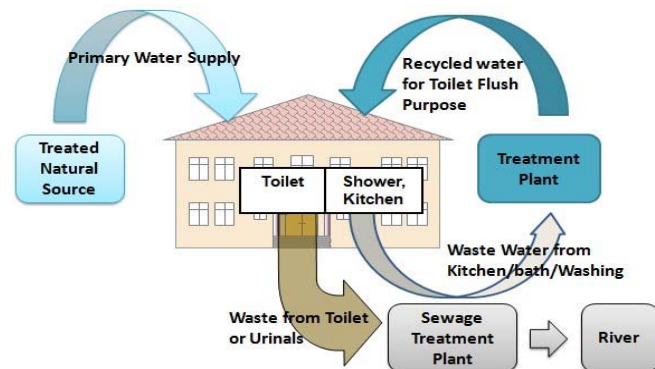 Primary Water Supply
Recycled water
for Toilet Flush
Purpose
Treated
Natural
Source
Toilet
Shower,
Kitchen
Treatment
Plant
Waste Water from
Kitchen/bath/Washing
Waste from Toilet
or Urinals
Sewage
Treatment
Plant
River